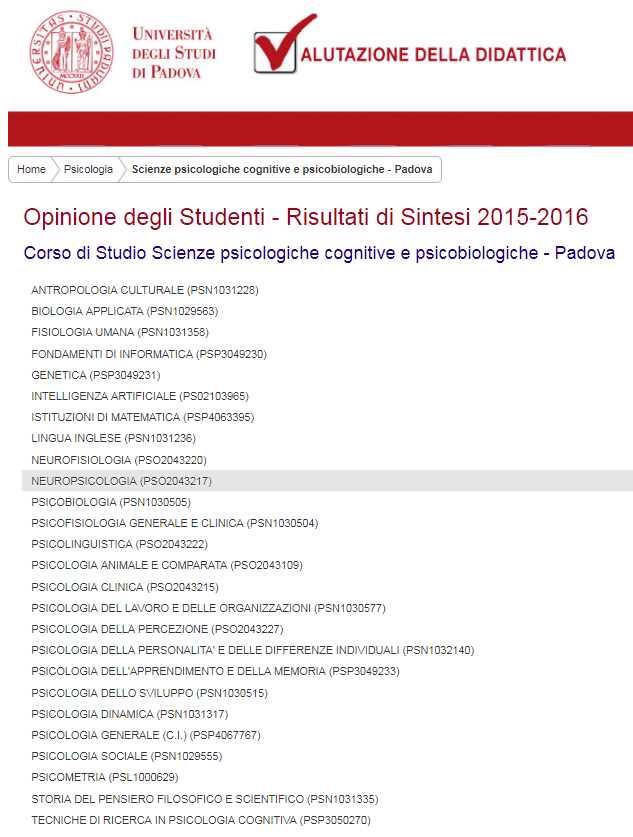 UNIVERSITÀ
DEGLI STUDI
DI PADOVA
VALUTAZIONE DELLA DIDATTICA
Home
Psicologia
Scienze psicologiche cognitive e psicobiologiche - Padova
Opinione degli Studenti - Risultati di Sintesi 2015-2016
Corso di Studio Scienze psicologiche cognitive e psicobiologiche - Padova
ANTROPOLOGIA CULTURALE (PSN1031228)
BIOLOGIA APPLICATA (PSN1029563)
FISIOLOGIA UMANA (PSN1031358)
FONDAMENTI DI INFORMATICA (PSP3049230)
GENETICA (PSP3049231)
INTELLIGENZA ARTIFICIALE (PS02103965)
ISTITUZIONI DI MATEMATICA (PSP4063395)
LINGUA INGLESE (PSN1031236)
NEUROFISIOLOGIA (PSO2043220)
NEUROPSICOLOGIA (PSO2043217)
PSICOBIOLOGIA (PSN1030505)
PSICOFISIOLOGIA GENERALE E CLINICA (PSN1030504)
PSICOLINGUISTICA (PSO2043222)
PSICOLOGIA ANIMALE E COMPARATA (PSO2043109)
PSICOLOGIA CLINICA (PSO2043215)
PSICOLOGIA DEL LAVORO E DELLE ORGANIZZAZIONI (PSN1030577)
PSICOLOGIA DELLA PERCEZIONE (PSO2043227)
PSICOLOGIA DELLA PERSONALITA' E DELLE DIFFERENZE INDIVIDUALI (PSN1032140)
PSICOLOGIA DELL'APPRENDIMENTO E DELLA MEMORIA (PSP3049233)
PSICOLOGIA DELLO SVILUPPO (PSN1030515)
PSICOLOGIA DINAMICA (PSN1031317)
PSICOLOGIA GENERALE (C.I.) (PSP4067767)
PSICOLOGIA SOCIALE (PSN1029555)
PSICOMETRIA (PSL1000629)
STORIA DEL PENSIERO FILOSOFICO E SCIENTIFICO (PSN1031335)
TECNICHE DI RICERCA IN PSICOLOGIA COGNITIVA (PSP3050270)